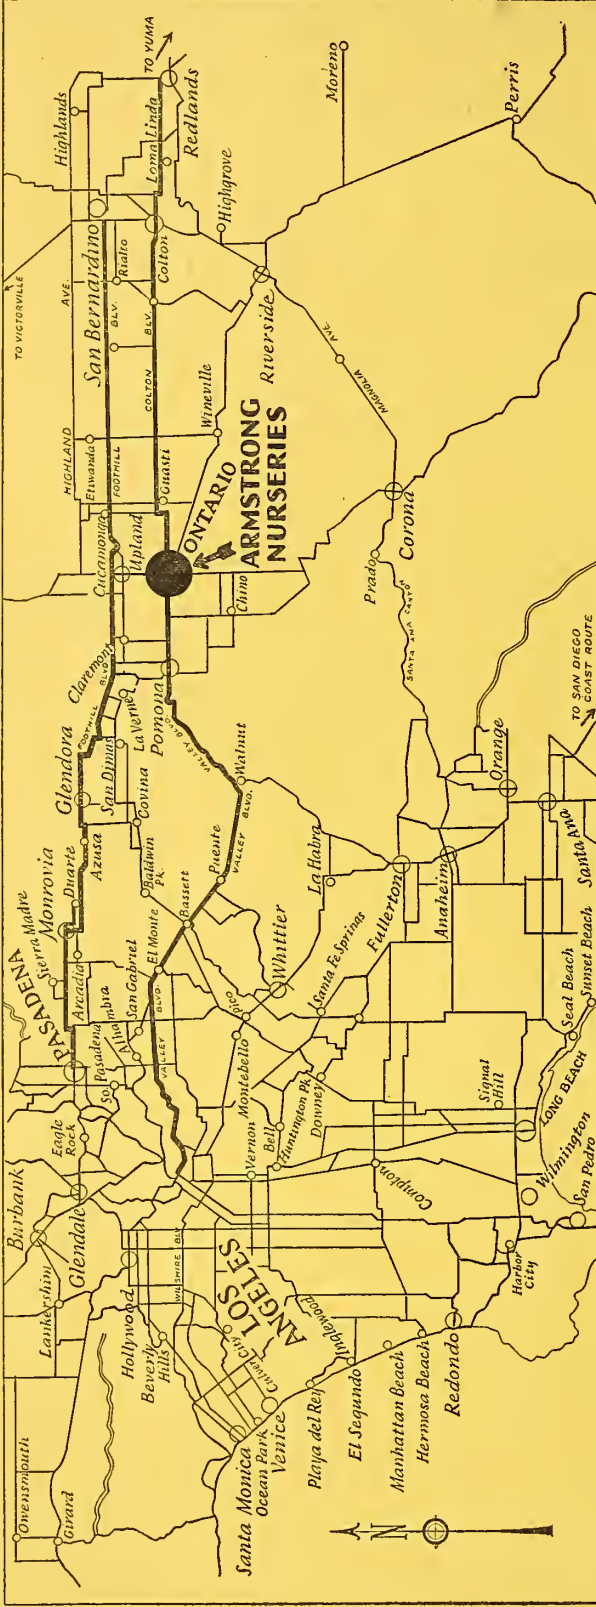 Owensmouth
Girard
Lankershim
Burbank
Glendale
Eagle
Rock
Hollywood
Beverly
Hills
WILSHIRE BLV
LOS
ANGELES
Culver City
Santa Monica
Ocean Park
Venice
Playa del Rey
Inglewood
El Segundo
Manhattan Beach
Hermosa Beach
Redondo
N
PASADENA
So. Pasadena
Sierra Madre
Arcadia
Monrovia
Duarte
Azusa
Alhambra
San Gabriel
El Monte
VALLEY BLVD.
Bassett
Baldwin
Pk.
Covina
Puente
VALLEY BLVD.
Walnut
Glendora
FOOTHILL BLVD
San Dimas
La Verne
Claremont
Pomona
VALLEY BLVD
Vernon
Montebello
Pico
Whittier
Bell
Huntington Pk.
Downey
Santa Fe Springs
La Habra
Fullerton
Anaheim
Compton
Signal
Hill
LONG BEACH
Wilmington
San Pedro
Harbor
City
Seal Beach
Sunset Beach
Santa Ana
Orange
TO SAN DIEGO
COAST ROUTE
Cucamonga
Upland
ONTARIO
ARMSTRONG
NURSERIES
Chino
Guasti
Etiwanda
HIGHLAND
AVE.
FOOTHILL
BLV.
COLTON
BLV.
Wineville
San Bernardino
Rialto
Colton
TO VICTORVILLE
Highlands
Loma Linda
Redlands
TO YUMA
Highgrove
Riverside
MAGNOLIA
AVE.
Corona
Prado
SANTA ANA CANYON
Moreno
Perris